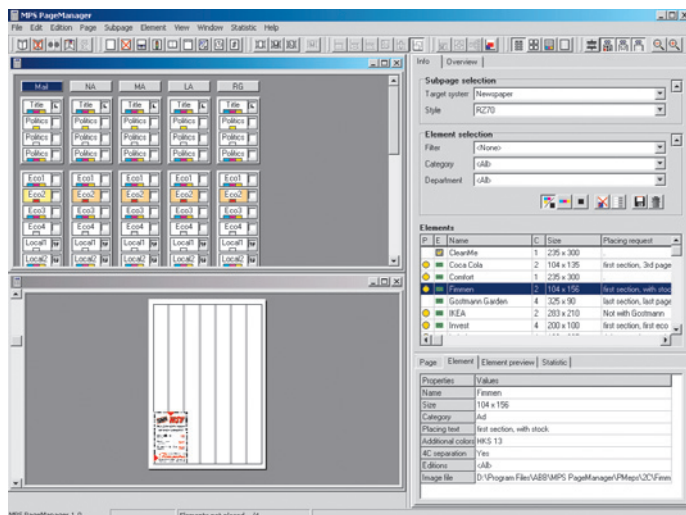 MPS PageManager
File Edit Edition Page Subpage Element View Window Statistic Help
Mail NA MA LA RG
Title Title Title Title Title
Politics Politics Politics Politics Politics
Politics Politics Politics Politics Politics
Politics Politics Politics Politics Politics
Eco1 Eco1 Eco1 Eco1 Eco1
Eco2 Eco2 Eco2 Eco2 Eco2
Eco3 Eco3 Eco3 Eco3 Eco3
Eco4 Eco4 Eco4 Eco4 Eco4
Local1 Local1 Local1 Local1 Local1
Local2 Local2 Local2 Local2 Local2
Info Overview
Subpage selection
Target system Newspaper
Style RZ70
Element selection
Filter <None>
Category <All>
Department <All>
Elements
P E Name C Size Placing request
CleanMe 1 235 x 300 .
Coca Cola 2 104 x 135 first section, 3rd page
Comfort 1 235 x 300 .
Fimmen 2 104 x 156 first section, with stoc
Gostmann Garden 4 325 x 90 last section, last page
IKEA 2 283 x 210 Not with Gostmann
Invest 4 200 x 100 first section, first eco
Page Element Element preview Statistic
Properties Values
Name Fimmen
Size 104 x 156
Category Ad
Placing text first section, with stock
Additional colors HKS 13
4C separation Yes
Editions <All>
Image file D:\Program Files\ABB\MPS PageManager\PMeps\2C\Fimm